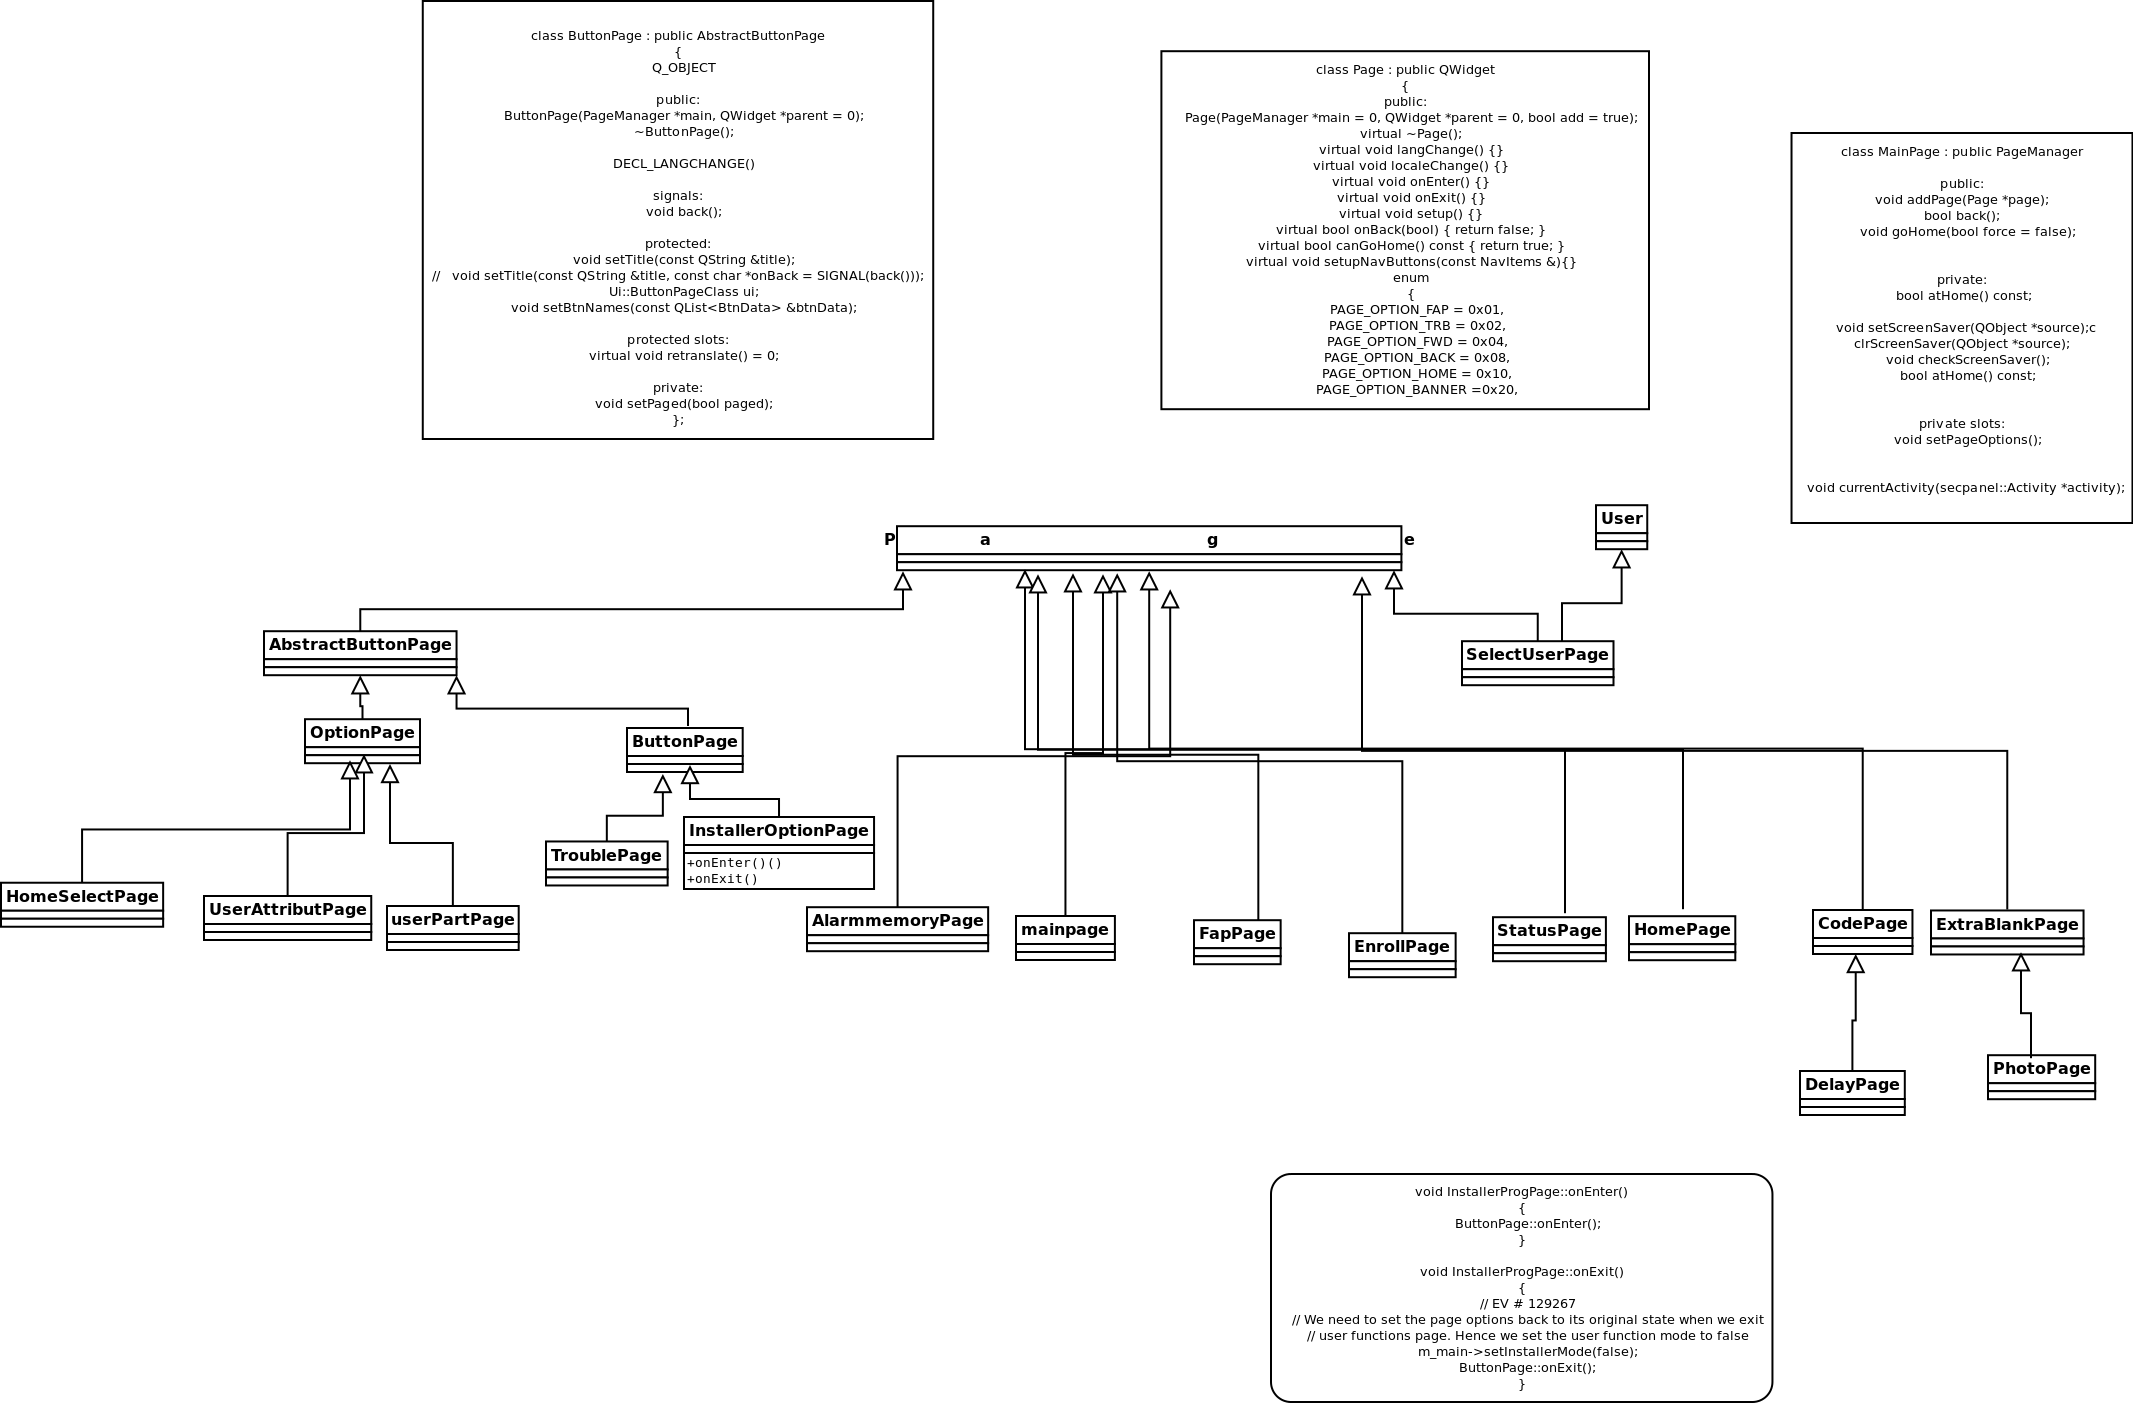 class ButtonPage : public AbstractButtonPage
{
Q_OBJECT
public:
ButtonPage(PageManager *main, QWidget *parent = 0);
~ButtonPage();
DECL_LANGCHANGE()
signals:
void back();
protected:
void setTitle(const QString &title);
// void setTitle(const QString &title, const char *onBack = SIGNAL(back()));
Ui::ButtonPageClass ui;
void setBtnNames(const QList<BtnData> &btnData);
protected slots:
virtual void retranslate() = 0;
private:
void setPaged(bool paged);
};
class Page : public QWidget
{
public:
Page(PageManager *main = 0, QWidget *parent = 0, bool add = true);
virtual ~Page();
virtual void langChange() {}
virtual void localeChange() {}
virtual void onEnter() {}
virtual void onExit() {}
virtual void setup() {}
virtual bool onBack(bool) { return false; }
virtual bool canGoHome() const { return true; }
virtual void setupNavButtons(const NavItems &){}
enum
{
PAGE_OPTION_FAP = 0x01,
PAGE_OPTION_TRB = 0x02,
PAGE_OPTION_FWD = 0x04,
PAGE_OPTION_BACK = 0x08,
PAGE_OPTION_HOME = 0x10,
PAGE_OPTION_BANNER =0x20,
class MainPage : public PageManager
public:
void addPage(Page *page);
bool back();
void goHome(bool force = false);
private:
bool atHome() const;
void setScreenSaver(QObject *source);c
clrScreenSaver(QObject *source);
void checkScreenSaver();
bool atHome() const;
private slots:
void setPageOptions();
void currentActivity(secpanel::Activity *activity);
User
P a g e
AbstractButtonPage
SelectUserPage
OptionPage
ButtonPage
InstallerOptionPage
+onEnter()()
+onExit()
TroublePage
HomeSelectPage
UserAttributPage
userPartPage
AlarmmemoryPage
mainpage
FapPage
EnrollPage
StatusPage
HomePage
CodePage
ExtraBlankPage
DelayPage
PhotoPage
void InstallerProgPage::onEnter()
{
ButtonPage::onEnter();
}
void InstallerProgPage::onExit()
{
// EV # 129267
// We need to set the page options back to its original state when we exit
// user functions page. Hence we set the user function mode to false
m_main->setInstallerMode(false);
ButtonPage::onExit();
}